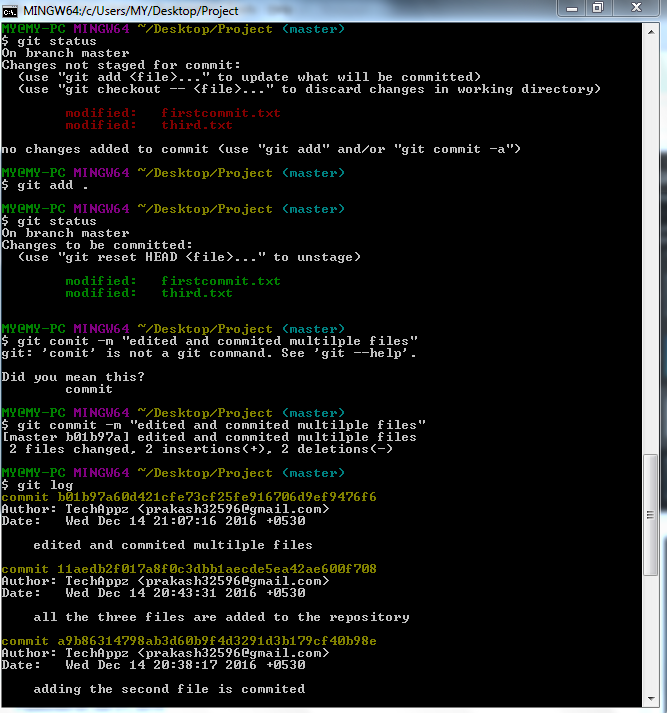 MINGW64:/c/Users/MY/Desktop/Project
MY@MY-PC MINGW64 ~/Desktop/Project (master)
$ git status
On branch master
Changes not staged for commit:
  (use "git add <file>..." to update what will be committed)
  (use "git checkout -- <file>..." to discard changes in working directory)
        modified:   firstcommit.txt
        modified:   third.txt
no changes added to commit (use "git add" and/or "git commit -a")
MY@MY-PC MINGW64 ~/Desktop/Project (master)
$ git add .
MY@MY-PC MINGW64 ~/Desktop/Project (master)
$ git status
On branch master
Changes to be committed:
  (use "git reset HEAD <file>..." to unstage)
        modified:   firstcommit.txt
        modified:   third.txt
MY@MY-PC MINGW64 ~/Desktop/Project (master)
$ git comit -m "edited and commited multilple files"
git: 'comit' is not a git command. See 'git --help'.
Did you mean this?
        commit
MY@MY-PC MINGW64 ~/Desktop/Project (master)
$ git commit -m "edited and commited multilple files"
[master b01b97a] edited and commited multilple files
 2 files changed, 2 insertions(+), 2 deletions(-)
MY@MY-PC MINGW64 ~/Desktop/Project (master)
$ git log
commit b01b97a60d421cfe73cf25fe916706d9ef9476f6
Author: TechAppz <prakash32596@gmail.com>
Date:   Wed Dec 14 21:07:16 2016 +0530
    edited and commited multilple files
commit 11aedb2f017a8f0c3dbb1aecde5ea42ae600f708
Author: TechAppz <prakash32596@gmail.com>
Date:   Wed Dec 14 20:43:31 2016 +0530
    all the three files are added to the repository
commit a9b86314798ab3d60b9f4d3291d3b179cf40b98e
Author: TechAppz <prakash32596@gmail.com>
Date:   Wed Dec 14 20:38:17 2016 +0530
    adding the second file is commited